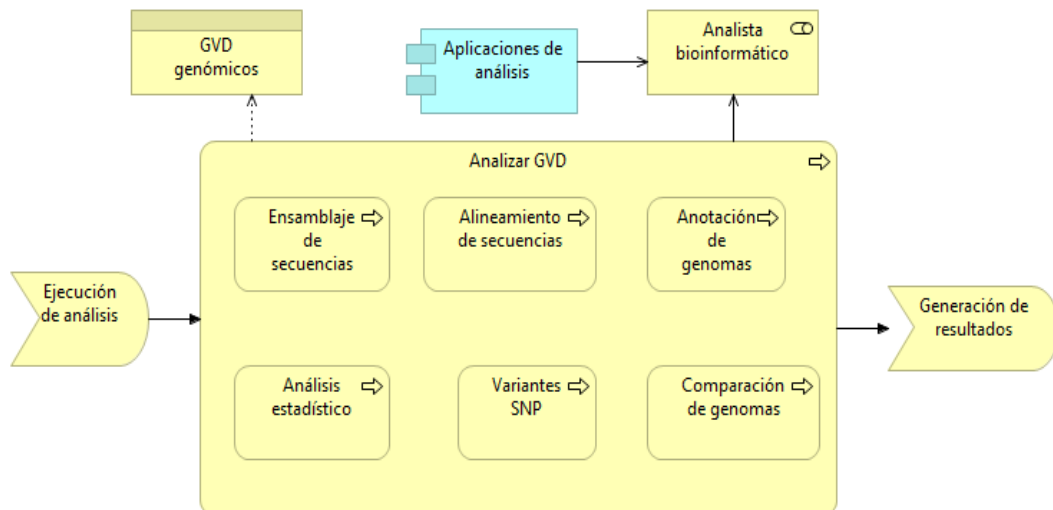 GVD
genómicos
Aplicaciones de
análisis
Analista
bioinformático
Analizar GVD
Ensamblaje
de
secuencias
Alineamiento
de secuencias
Anotación
de
genomas
Ejecución
de análisis
Generación de
resultados
Análisis
estadístico
Variantes
SNP
Comparación
de genomas